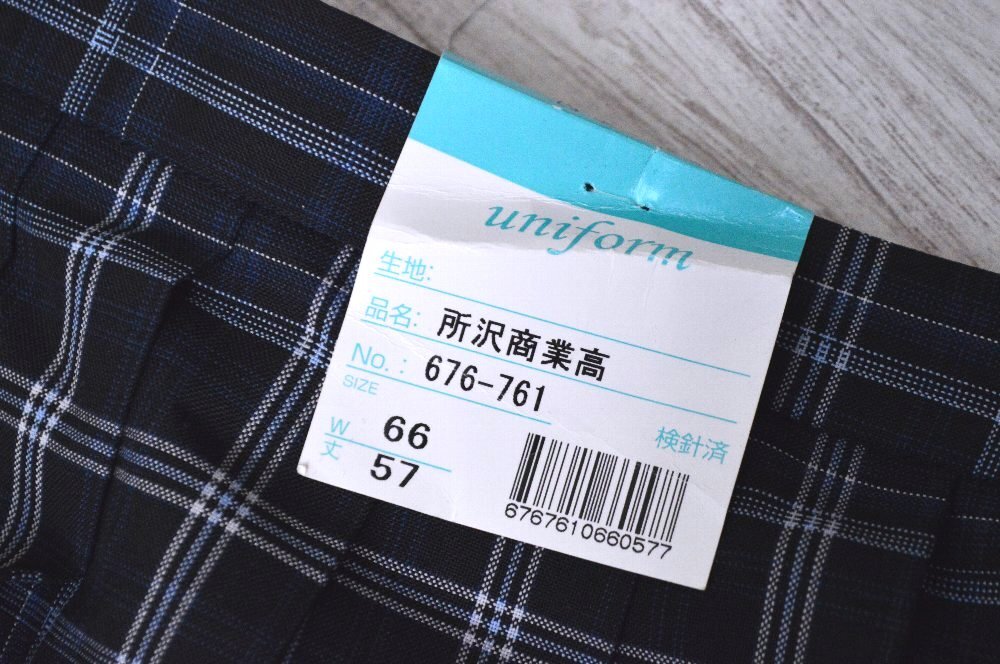 uniform
生地:
品名: 所沢商業高
No.: 676-761
SIZE
W 66
丈 57
検針済
6767610660577